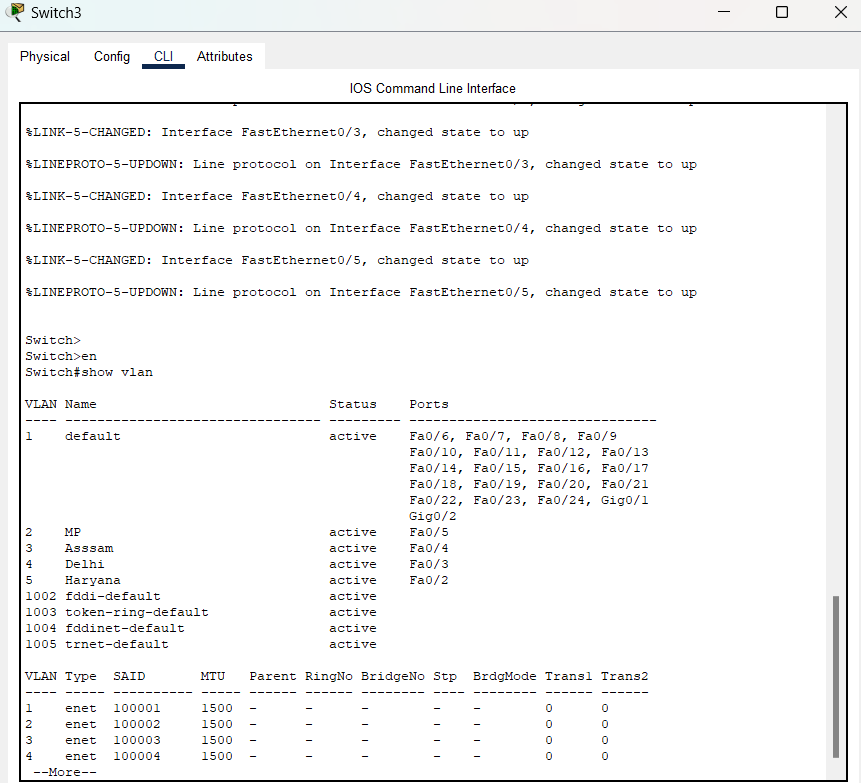 Switch3
Physical Config CLI Attributes
IOS Command Line Interface
%LINK-5-CHANGED: Interface FastEthernet0/3, changed state to up
%LINEPROTO-5-UPDOWN: Line protocol on Interface FastEthernet0/3, changed state to up
%LINK-5-CHANGED: Interface FastEthernet0/4, changed state to up
%LINEPROTO-5-UPDOWN: Line protocol on Interface FastEthernet0/4, changed state to up
%LINK-5-CHANGED: Interface FastEthernet0/5, changed state to up
%LINEPROTO-5-UPDOWN: Line protocol on Interface FastEthernet0/5, changed state to up
Switch>
Switch>en
Switch#show vlan
VLAN Name                             Status    Ports
---- -------------------------------- --------- -------------------------------
1    default                          active    Fa0/6, Fa0/7, Fa0/8, Fa0/9
                                                Fa0/10, Fa0/11, Fa0/12, Fa0/13
                                                Fa0/14, Fa0/15, Fa0/16, Fa0/17
                                                Fa0/18, Fa0/19, Fa0/20, Fa0/21
                                                Fa0/22, Fa0/23, Fa0/24, Gig0/1
                                                Gig0/2
2    MP                               active    Fa0/5
3    Asssam                           active    Fa0/4
4    Delhi                            active    Fa0/3
5    Haryana                          active    Fa0/2
1002 fddi-default                     active
1003 token-ring-default               active
1004 fddinet-default                  active
1005 trnet-default                    active
VLAN Type  SAID       MTU   Parent RingNo BridgeNo Stp  BrdgMode Trans1 Trans2
---- ----- ---------- ----- ------ ------ -------- ---- -------- ------ ------
1    enet  100001     1500  -      -      -        -    -        0      0
2    enet  100002     1500  -      -      -        -    -        0      0
3    enet  100003     1500  -      -      -        -    -        0      0
4    enet  100004     1500  -      -      -        -    -        0      0
 --More--